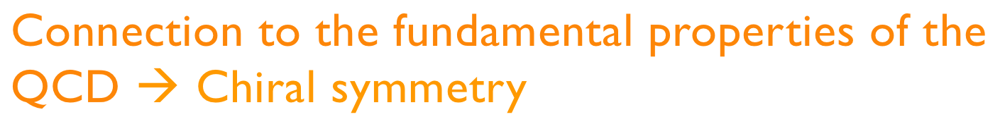 Connection to the fundamental properties of the
QCD → Chiral symmetry